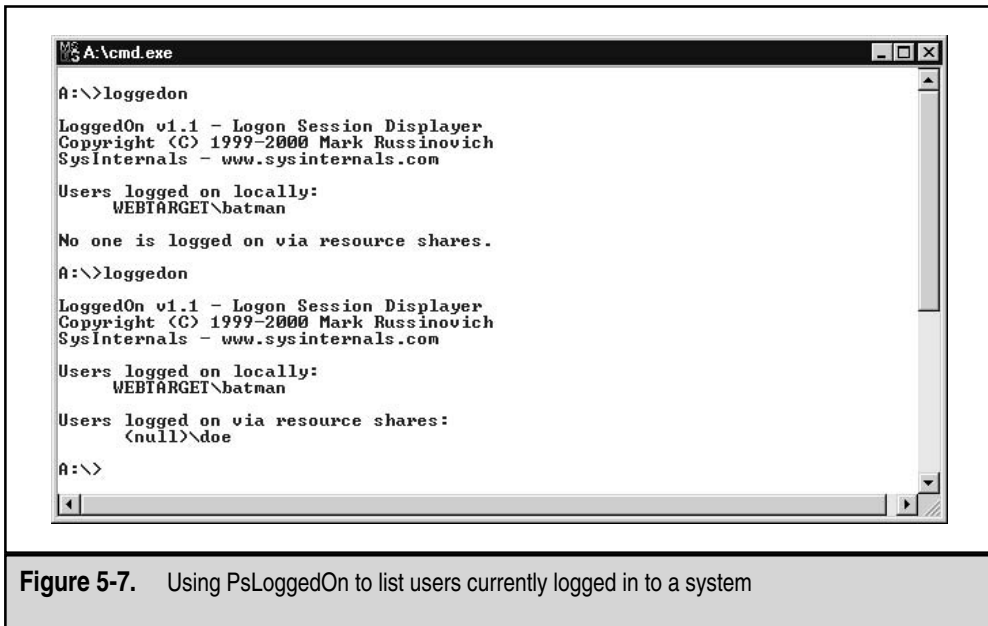 A:\cmd.exe
A:\>loggedon
LoggedOn v1.1 - Logon Session Displayer
Copyright (C) 1999-2000 Mark Russinovich
SysInternals - www.sysinternals.com
Users logged on locally:
WEBTARGET\batman
No one is logged on via resource shares.
A:\>loggedon
LoggedOn v1.1 - Logon Session Displayer
Copyright (C) 1999-2000 Mark Russinovich
SysInternals - www.sysinternals.com
Users logged on locally:
WEBTARGET\batman
Users logged on via resource shares:
(null)\doe
A:\>
Figure 5-7. Using PsLoggedOn to list users currently logged in to a system